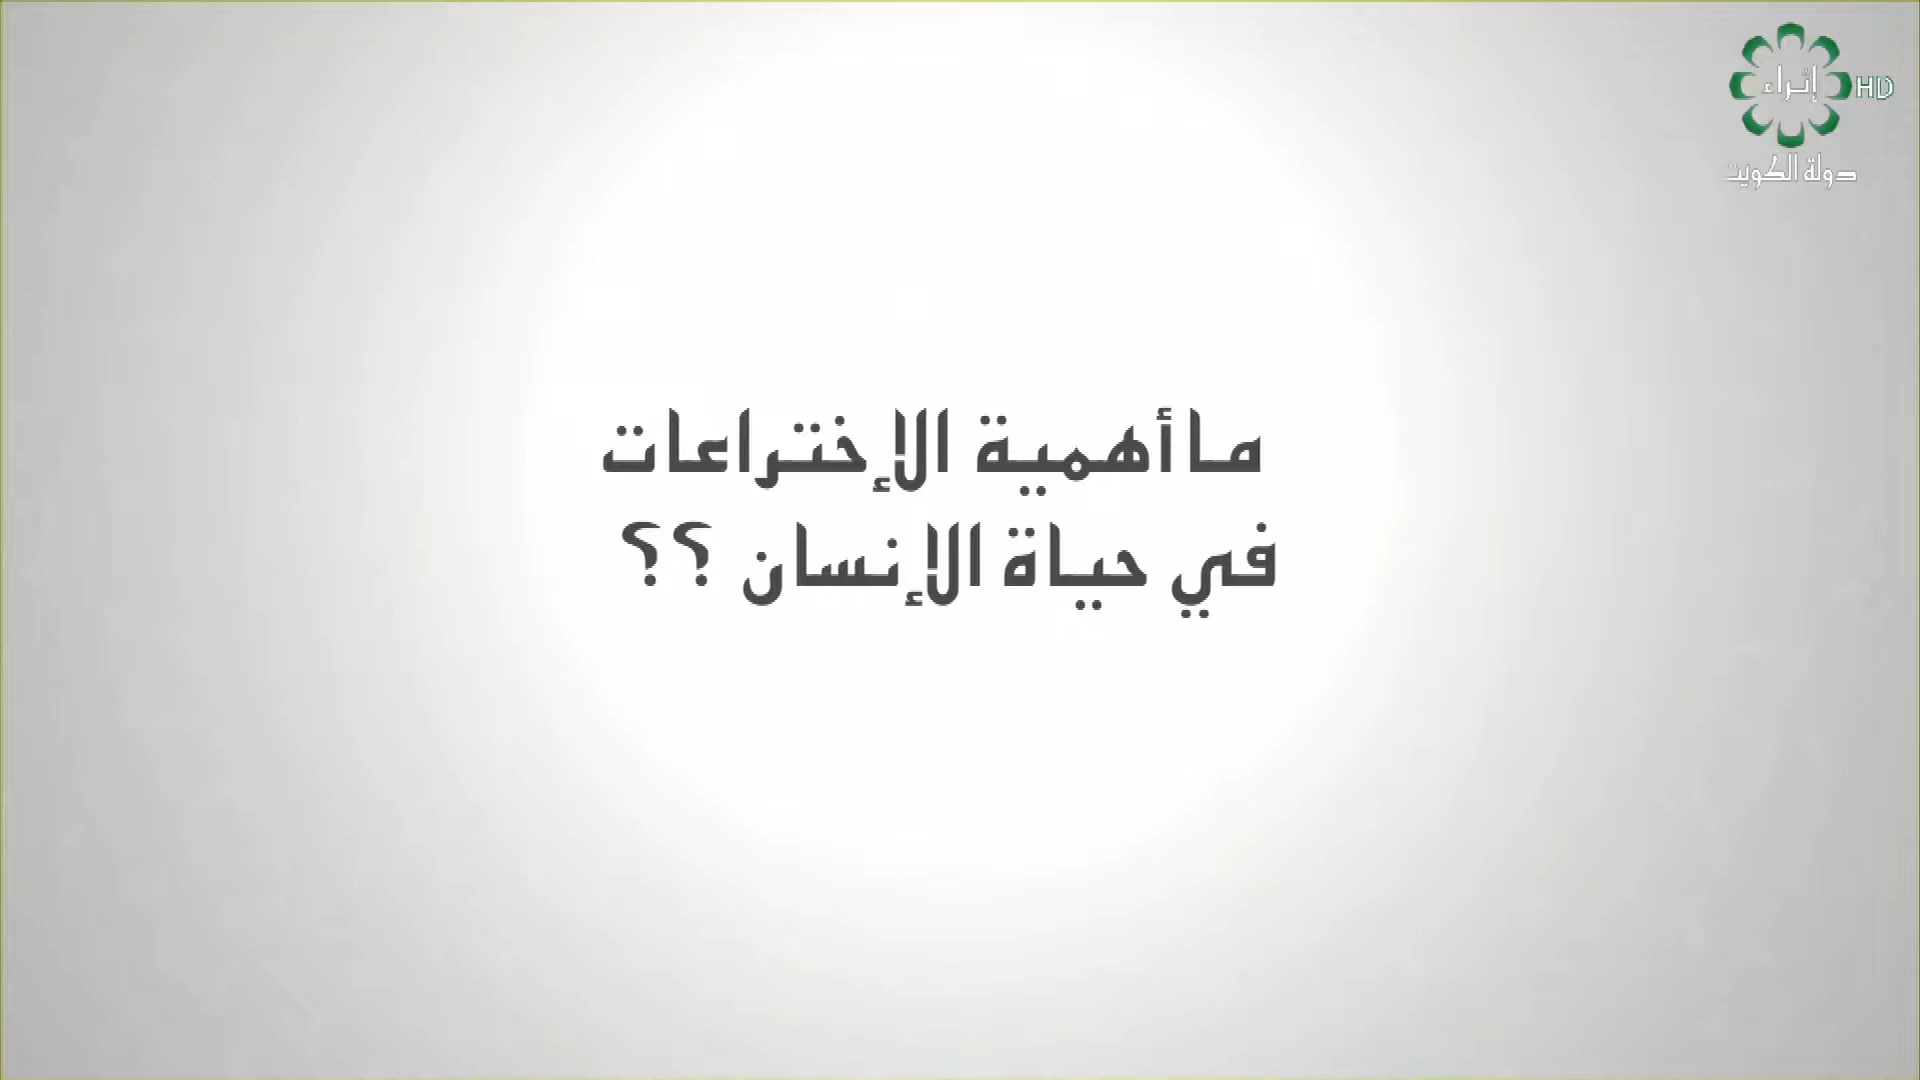 إثراء HD
دولة الكويت
ما أهمية الإختراعات
في حياة الإنسان ؟؟